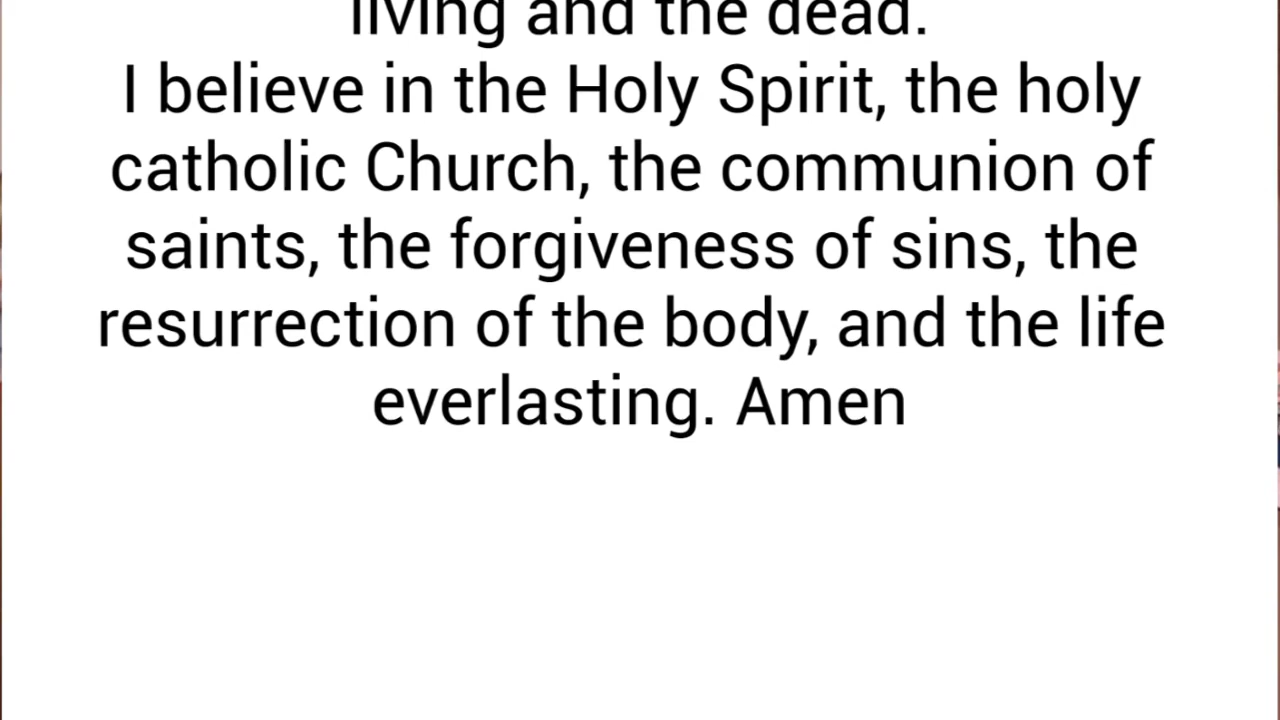 living and the dead.
I believe in the Holy Spirit, the holy
catholic Church, the communion of
saints, the forgiveness of sins, the
resurrection of the body, and the life
everlasting. Amen